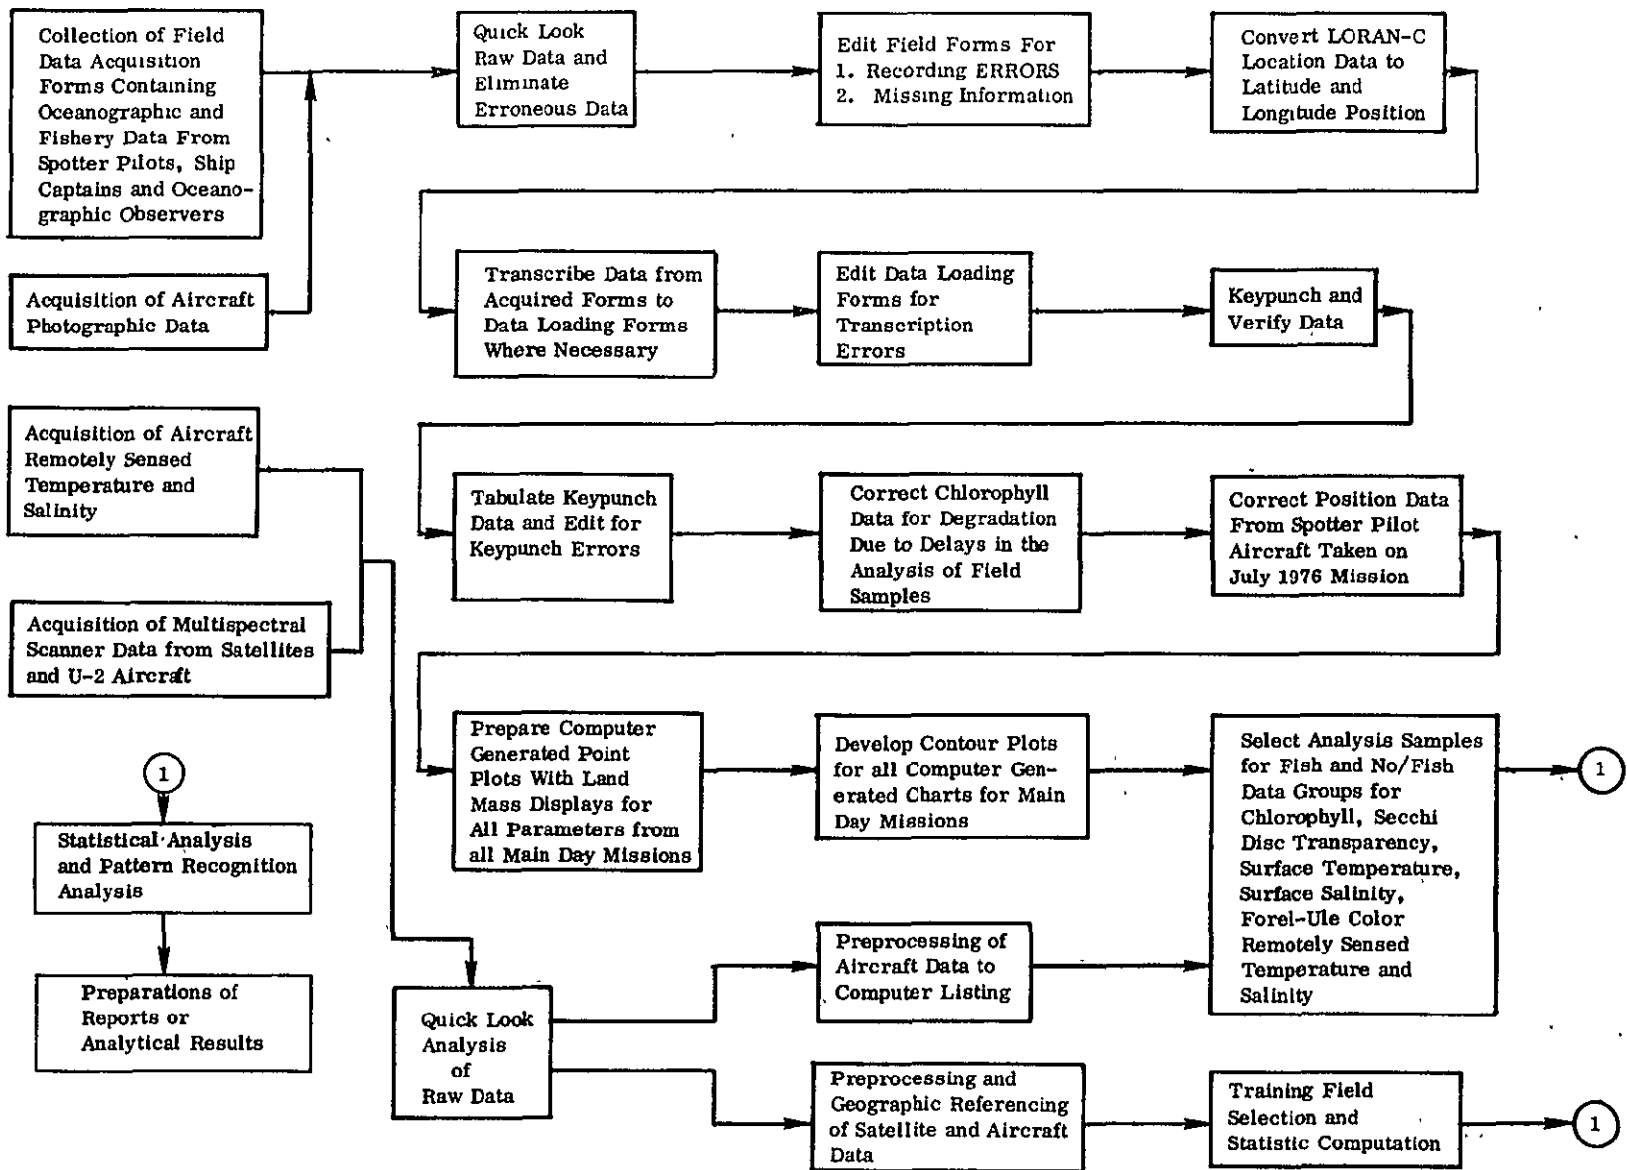 Collection of Field
Data Acquisition
Forms Containing
Oceanographic and
Fishery Data From
Spotter Pilots, Ship
Captains and Oceano-
graphic Observers
Quick Look
Raw Data and
Eliminate
Erroneous Data
Edit Field Forms For
1. Recording ERRORS
2. Missing Information
Convert LORAN-C
Location Data to
Latitude and
Longitude Position
Acquisition of Aircraft
Photographic Data
Transcribe Data from
Acquired Forms to
Data Loading Forms
Where Necessary
Edit Data Loading
Forms for
Transcription
Errors
Keypunch and
Verify Data
Acquisition of Aircraft
Remotely Sensed
Temperature and
Salinity
Tabulate Keypunch
Data and Edit for
Keypunch Errors
Correct Chlorophyll
Data for Degradation
Due to Delays in the
Analysis of Field
Samples
Correct Position Data
From Spotter Pilot
Aircraft Taken on
July 1976 Mission
Acquisition of Multispectral
Scanner Data from Satellites
and U-2 Aircraft
Prepare Computer
Generated Point
Plots With Land
Mass Displays for
All Parameters from
all Main Day Missions
Develop Contour Plots
for all Computer Gen-
erated Charts for Main
Day Missions
Select Analysis Samples
for Fish and No/Fish
Data Groups for
Chlorophyll, Secchi
Disc Transparency,
Surface Temperature,
Surface Salinity,
Forel-Ule Color
Remotely Sensed
Temperature and
Salinity
1
1
Statistical Analysis
and Pattern Recognition
Analysis
Preparations of
Reports or
Analytical Results
Quick Look
Analysis
of
Raw Data
Preprocessing of
Aircraft Data to
Computer Listing
Preprocessing and
Geographic Referencing
of Satellite and Aircraft
Data
Training Field
Selection and
Statistic Computation
1